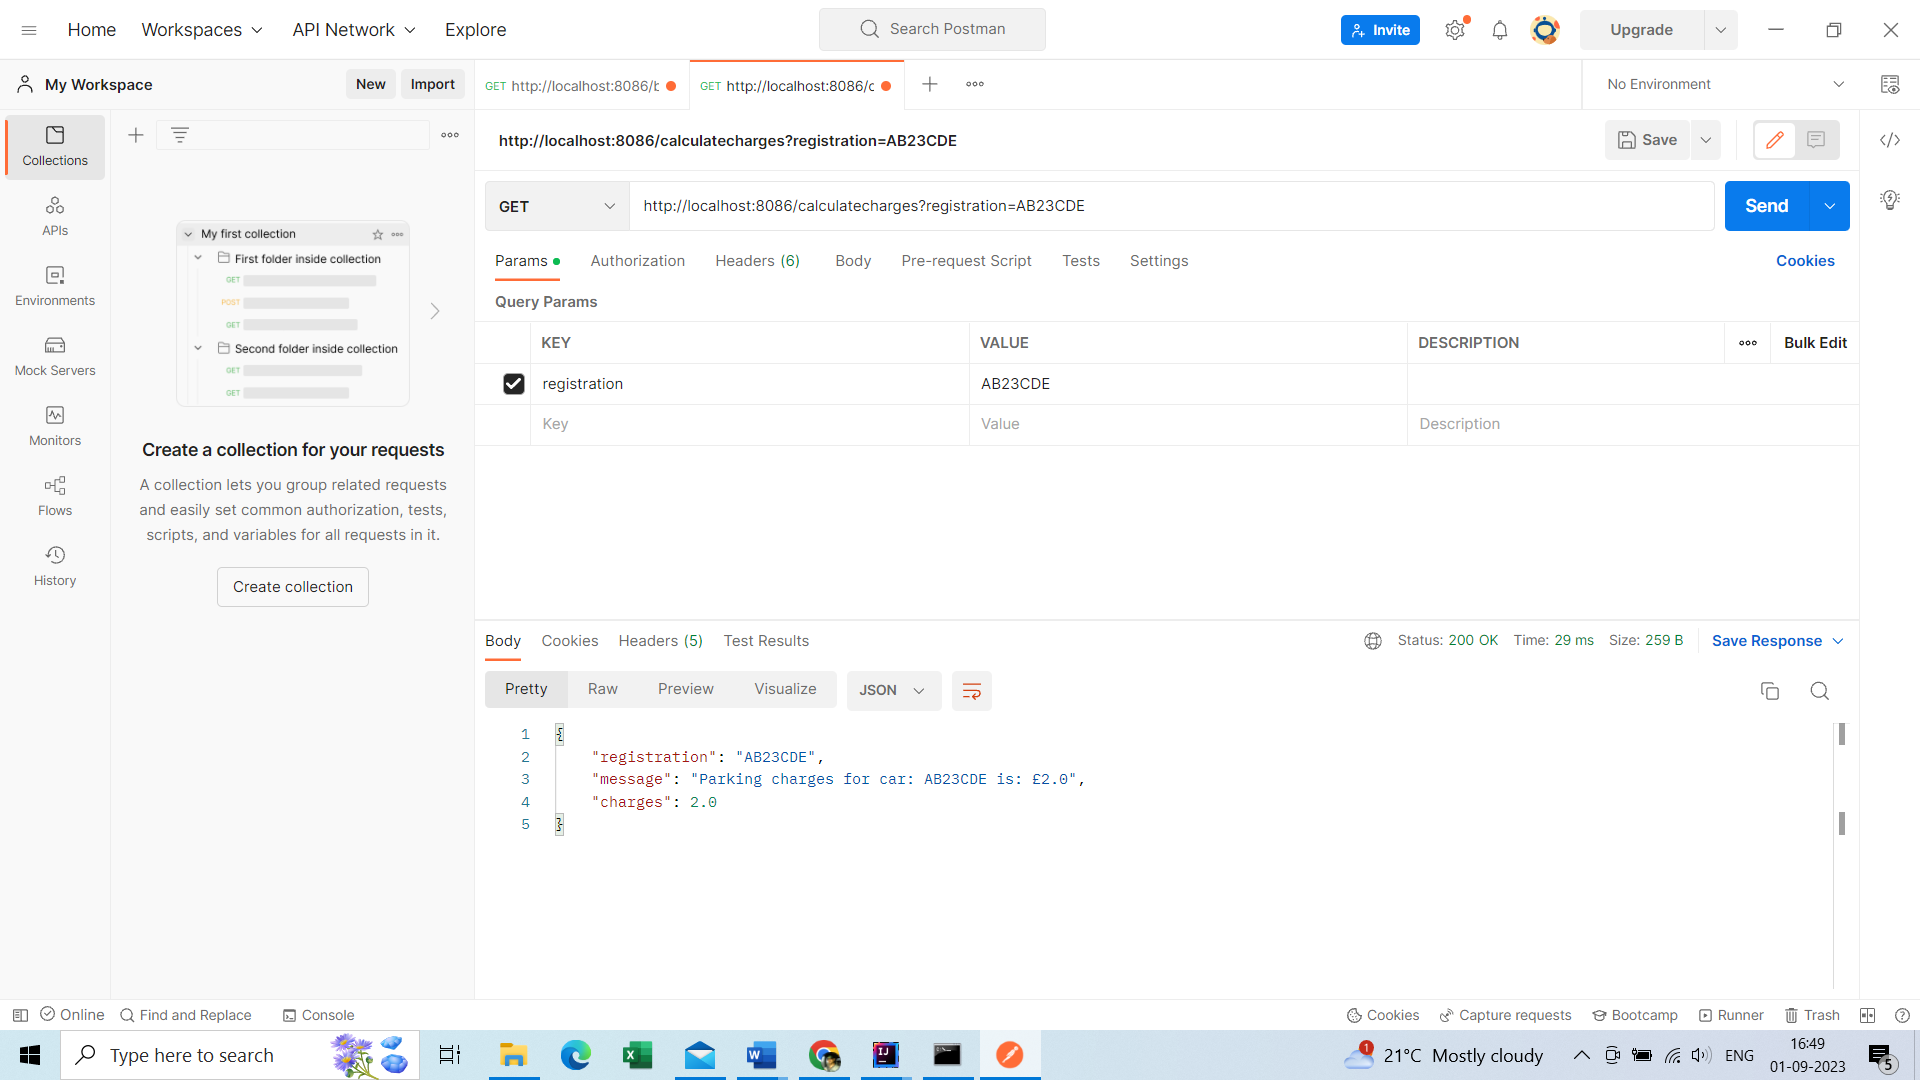 Home Workspaces API Network Explore Search Postman Invite Upgrade
My Workspace New Import GET http://localhost:8086/ GET http://localhost:8086/c No Environment
Collections
APIs
Environments
Mock Servers
Monitors
Flows
History
My first collection
First folder inside collection
GET
POST
GET
Second folder inside collection
GET
GET
Create a collection for your requests
A collection lets you group related requests
and easily set common authorization, tests,
scripts, and variables for all requests in it.
Create collection
http://localhost:8086/calculatecharges?registration=AB23CDE Save
GET http://localhost:8086/calculatecharges?registration=AB23CDE Send
Params Authorization Headers (6) Body Pre-request Script Tests Settings Cookies
Query Params
KEY VALUE DESCRIPTION Bulk Edit
registration AB23CDE
Key Value Description
Body Cookies Headers (5) Test Results Status: 200 OK Time: 29 ms Size: 259 B Save Response
Pretty Raw Preview Visualize JSON
1 {
2 "registration": "AB23CDE",
3 "message": "Parking charges for car: AB23CDE is: £2.0",
4 "charges": 2.0
5 }
Online Find and Replace Console Cookies Capture requests Bootcamp Runner Trash
Type here to search 1 21°C Mostly cloudy ENG 16:49
01-09-2023 5